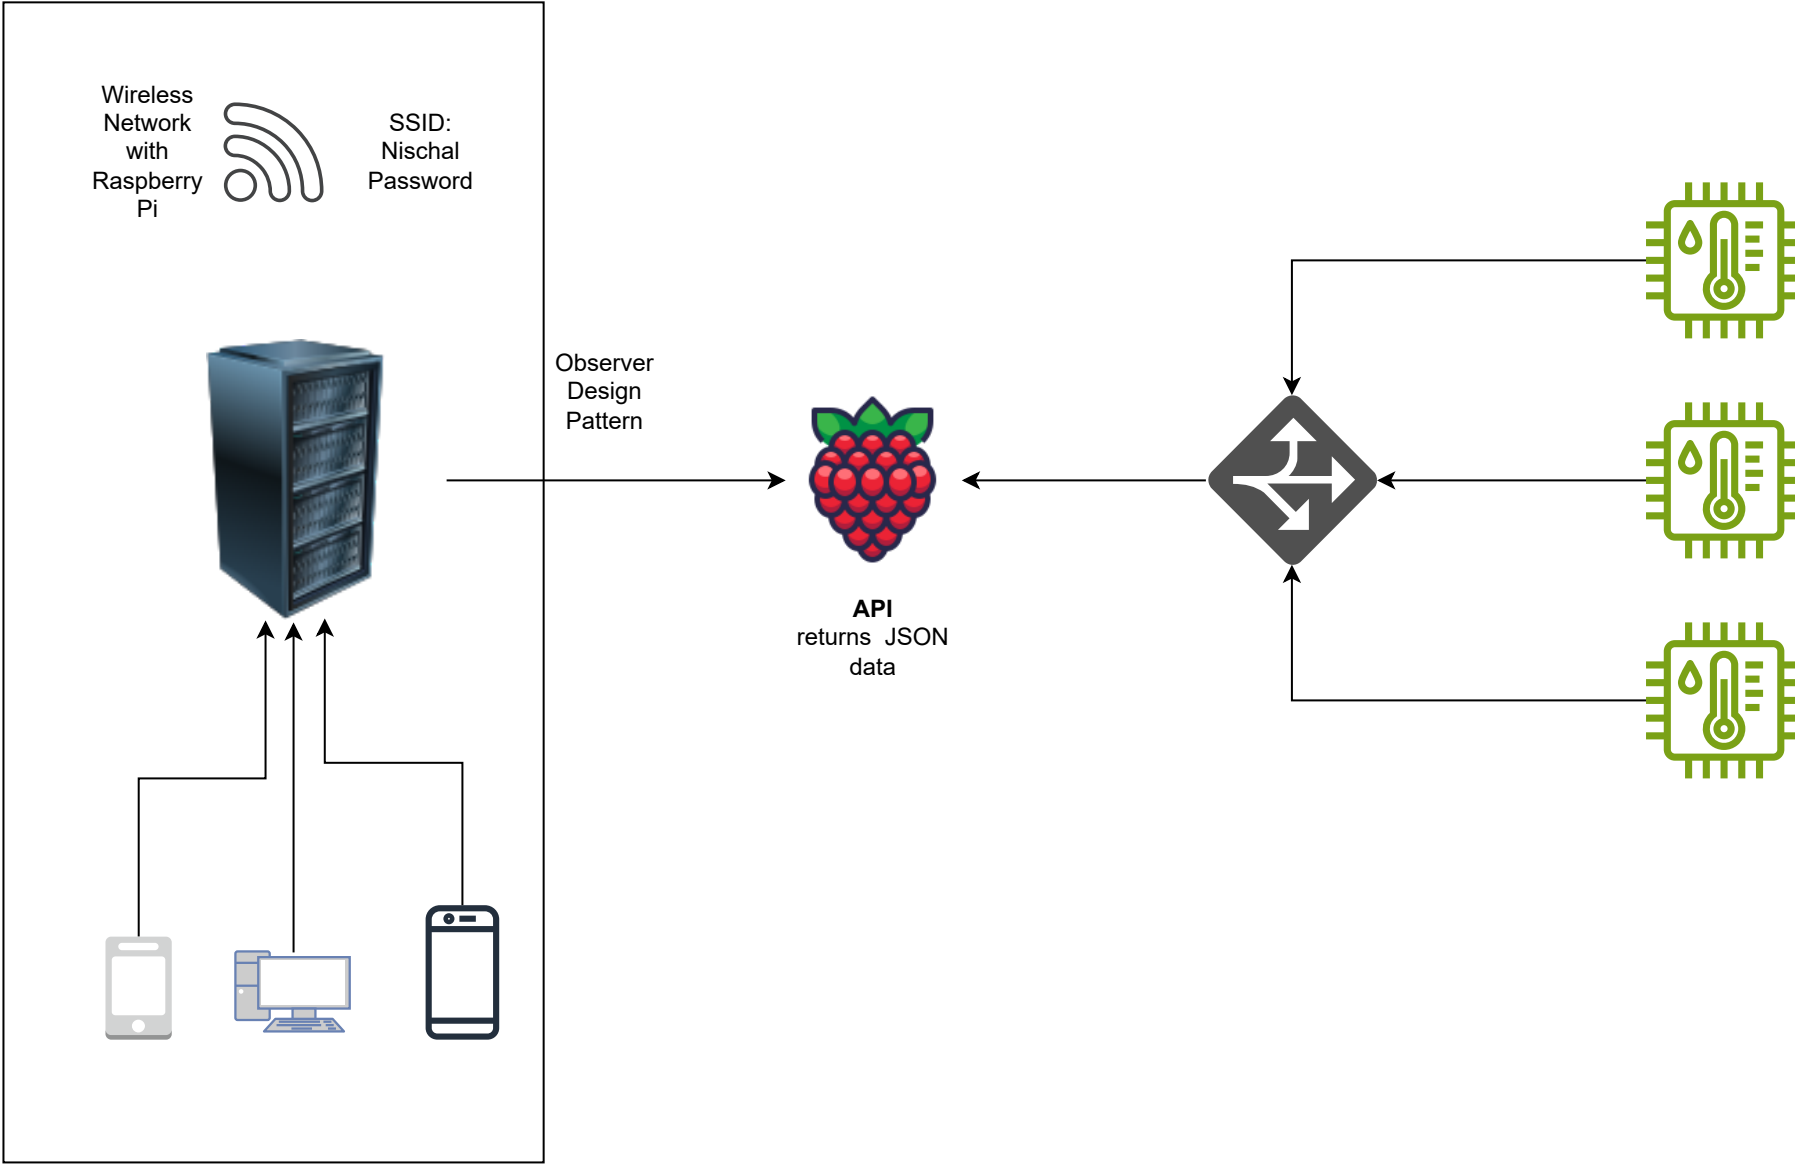 Wireless
Network
with
Raspberry
Pi
SSID:
Nischal
Password
Observer
Design
Pattern
API
returns JSON
data